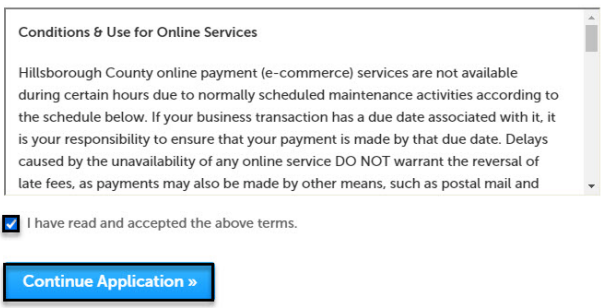 Conditions & Use for Online Services
Hillsborough County online payment (e-commerce) services are not available
during certain hours due to normally scheduled maintenance activities according to
the schedule below. If your business transaction has a due date associated with it, it
is your responsibility to ensure that your payment is made by that due date. Delays
caused by the unavailability of any online service DO NOT warrant the reversal of
late fees, as payments may also be made by other means, such as postal mail and
I have read and accepted the above terms.
Continue Application »